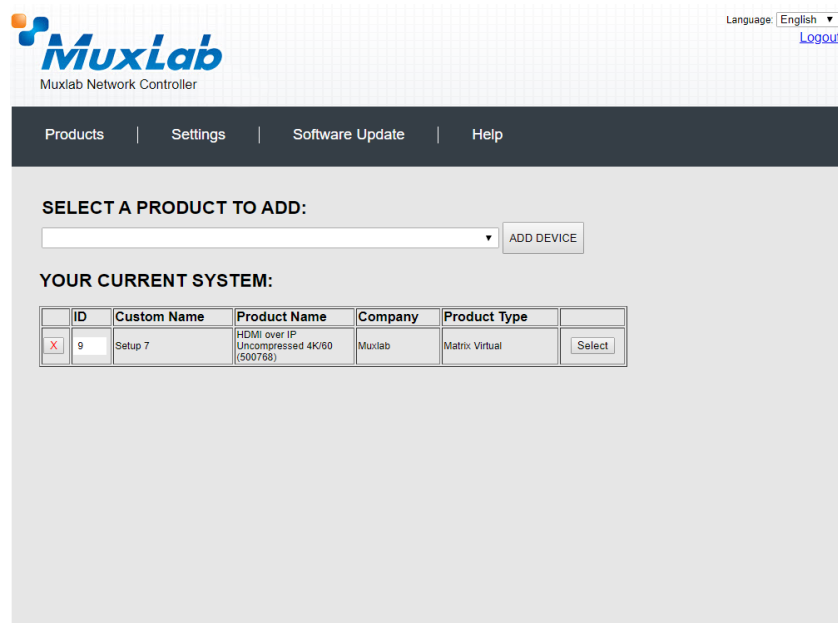 Language: English
Logout
MuxLab
Muxlab Network Controller
Products | Settings | Software Update | Help
SELECT A PRODUCT TO ADD:
ADD DEVICE
YOUR CURRENT SYSTEM:
ID Custom Name Product Name Company Product Type
X 9 Setup 7 HDMI over IP Uncompressed 4K/60 (500768) Muxlab Matrix Virtual Select